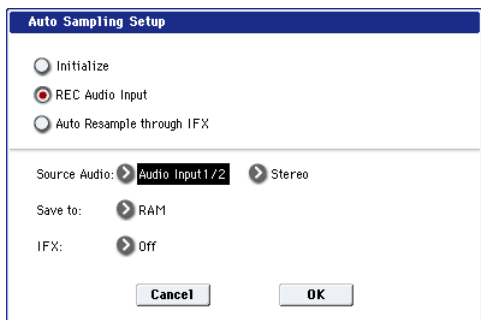 Auto Sampling Setup
Initialize
REC Audio Input
Auto Resample through IFX
Source Audio: Audio Input1/2 Stereo
Save to: RAM
IFX: Off
Cancel OK